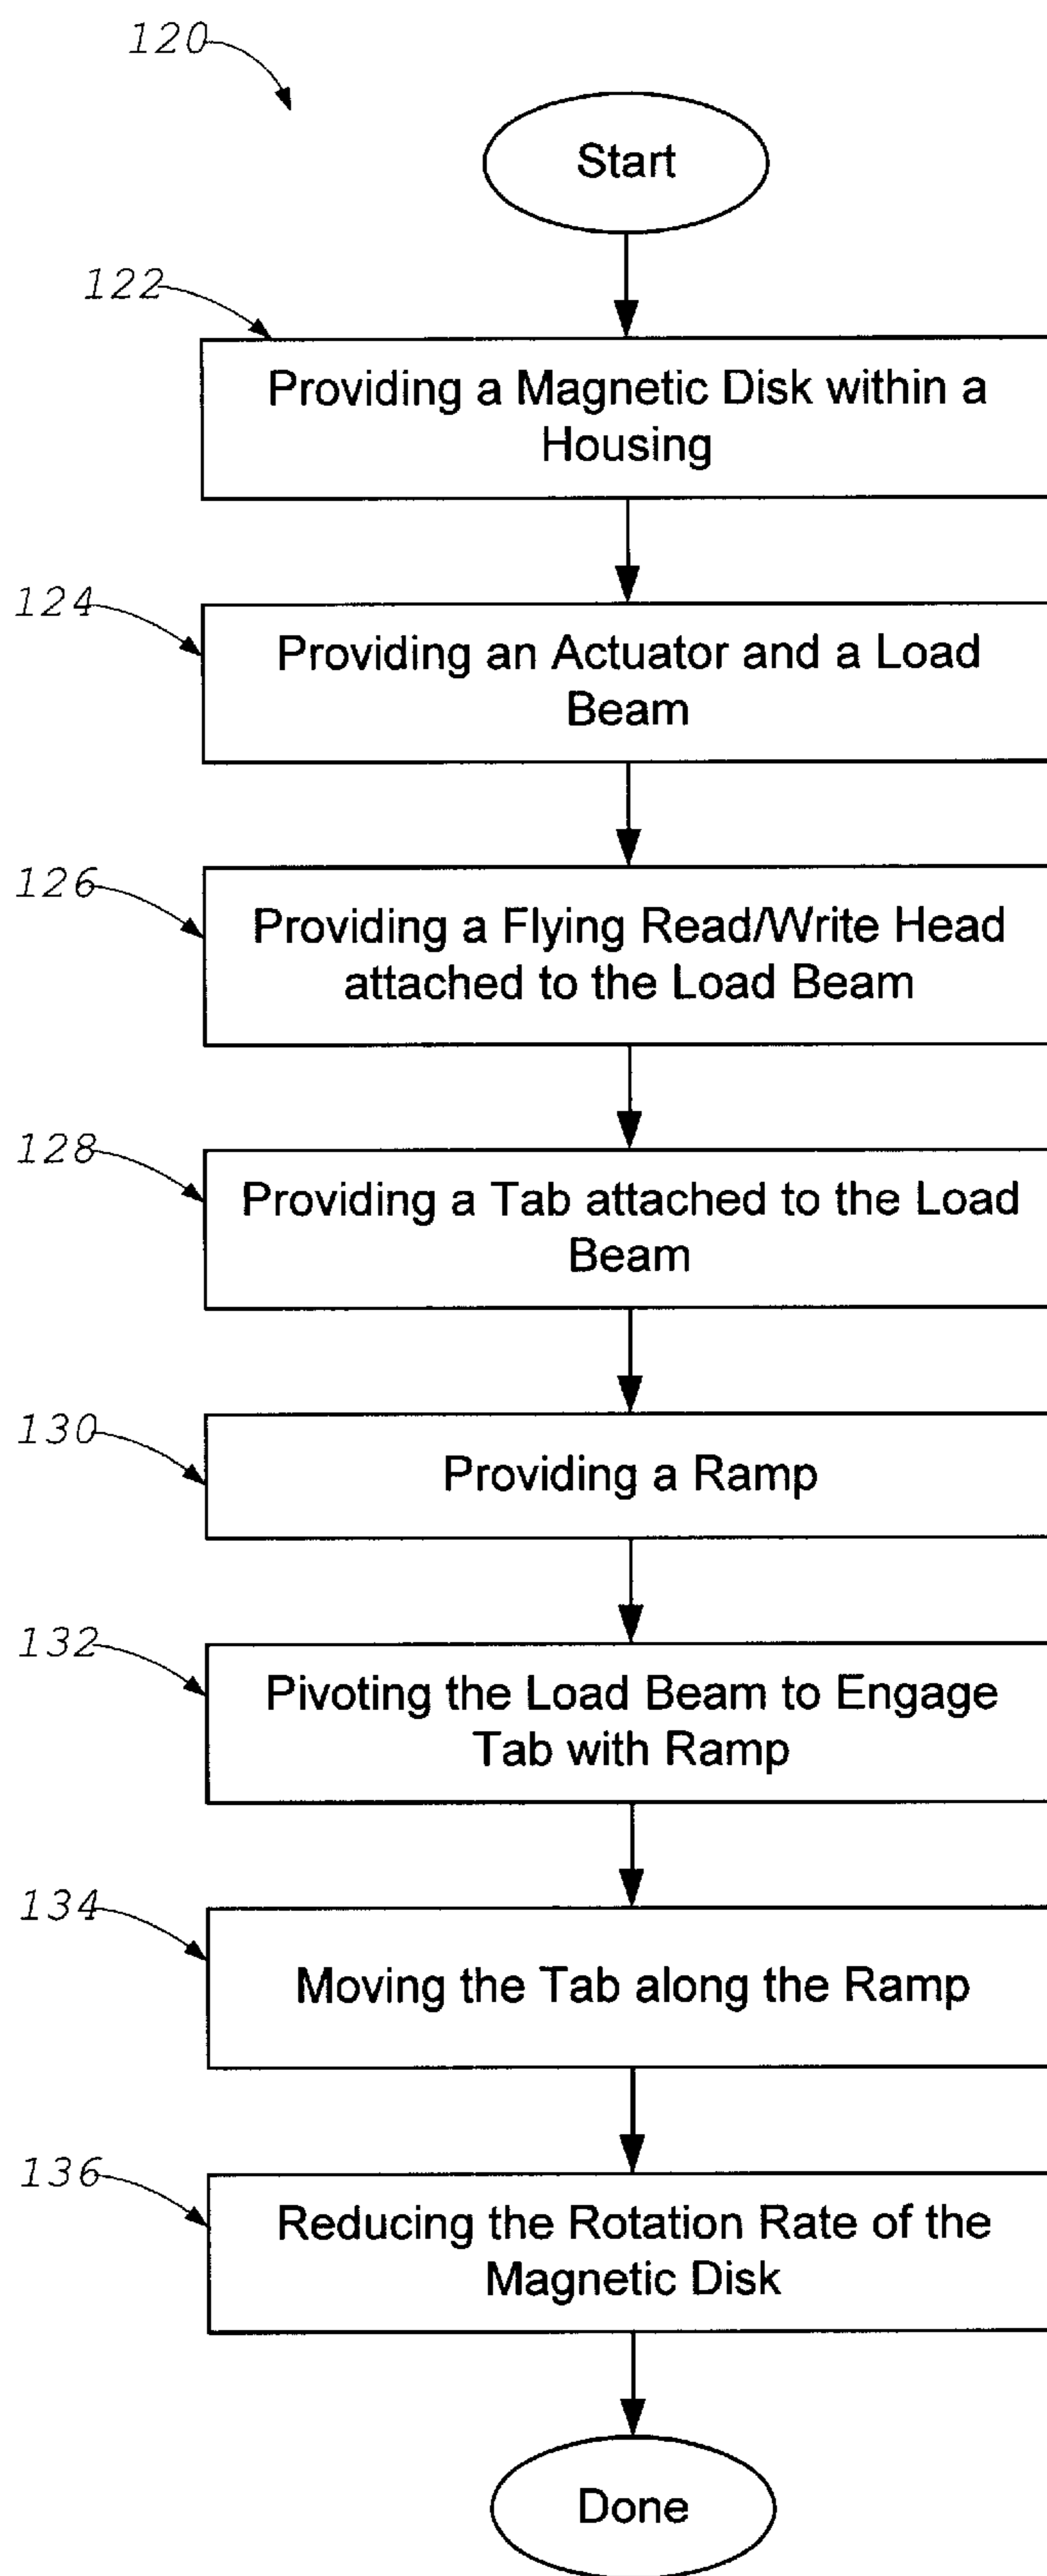 120
Start
122
Providing a Magnetic Disk within a
Housing
124
Providing an Actuator and a Load
Beam
126
Providing a Flying Read/Write Head
attached to the Load Beam
128
Providing a Tab attached to the Load
Beam
130
Providing a Ramp
132
Pivoting the Load Beam to Engage
Tab with Ramp
134
Moving the Tab along the Ramp
136
Reducing the Rotation Rate of the
Magnetic Disk
Done